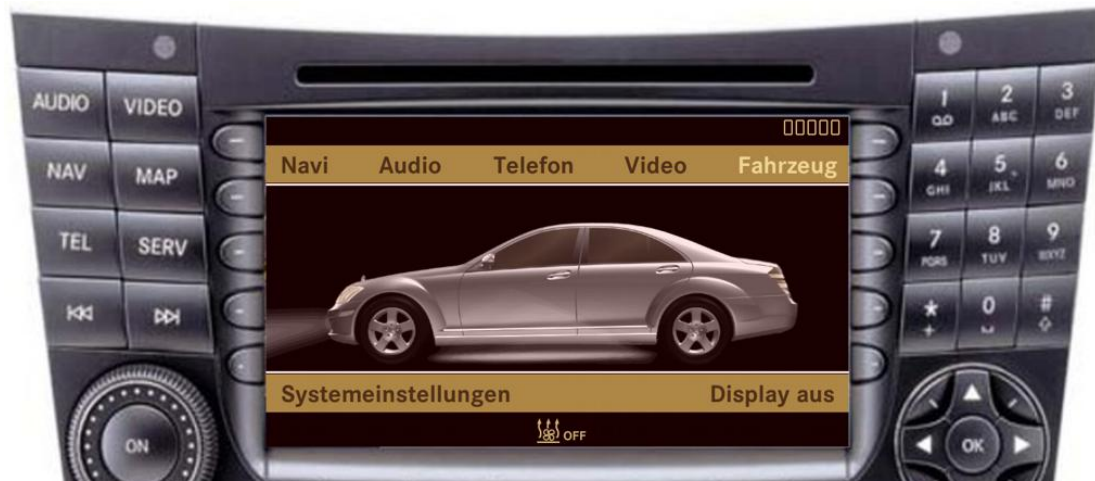 AUDIO VIDEO
NAV MAP
TEL SERV
ON
Navi Audio Telefon Video Fahrzeug
Systemeinstellungen Display aus
OFF
1 2 ABC 3 DEF
4 GHI 5 JKL 6 MNO
7 PQRS 8 TUV 9 WXYZ
* 0 #
+
OK